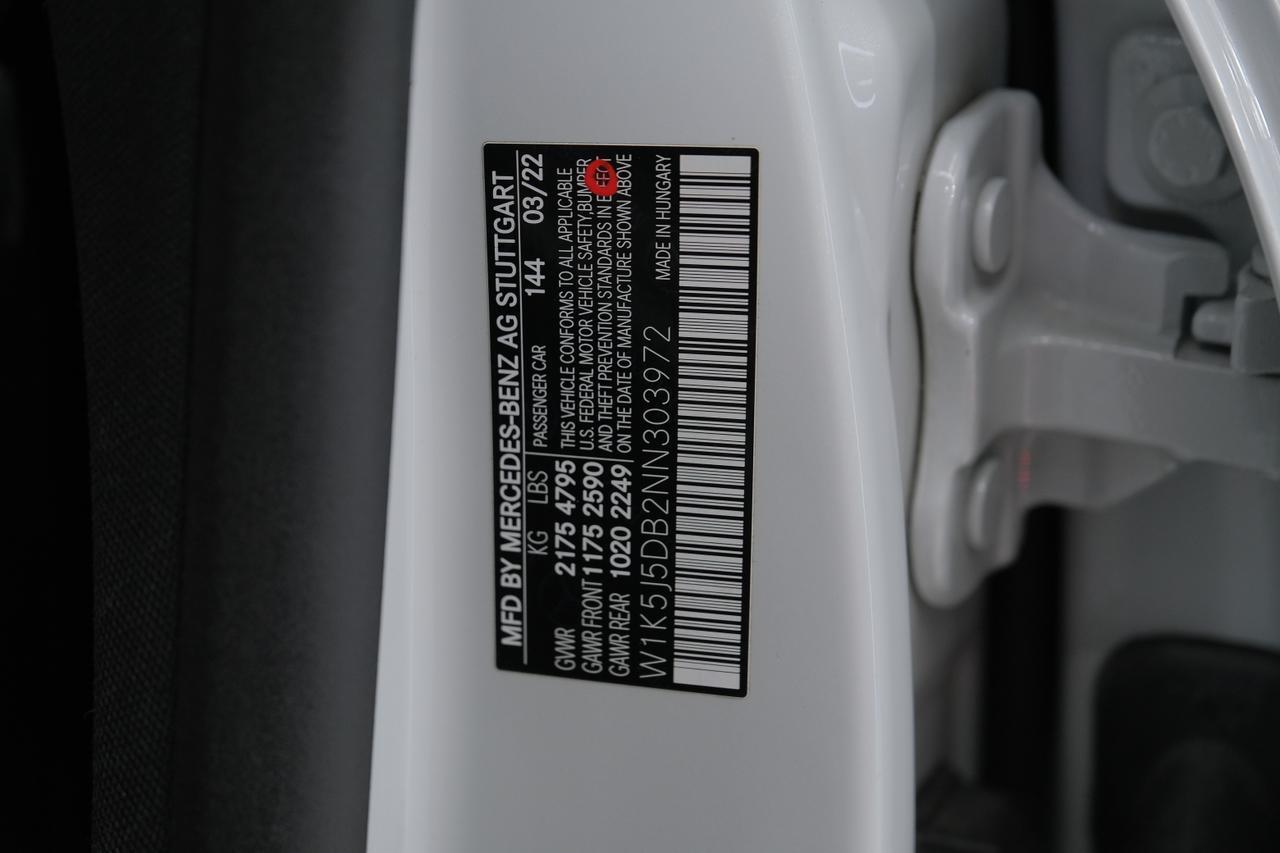 MFD BY MERCEDES-BENZ AG STUTTGART
KG LBS PASSENGER CAR 144 03/22
GVWR 2175 4795 THIS VEHICLE CONFORMS TO ALL APPLICABLE
GAWR FRONT 1175 2590 U.S. FEDERAL MOTOR VEHICLE SAFETY,BUMPER
GAWR REAR 1020 2249 AND THEFT PREVENTION STANDARDS IN
ON THE DATE OF MANUFACTURE SHOWN ABOVE
W1K5J5DB2NN303972 MADE IN HUNGARY